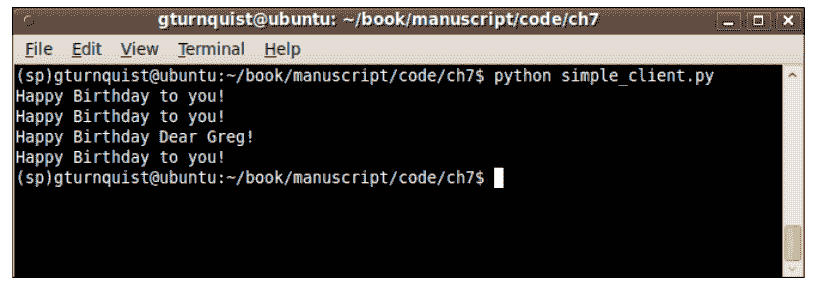 gturnquist@ubuntu: ~/book/manuscript/code/ch7
File Edit View Terminal Help
(sp)gturnquist@ubuntu:~/book/manuscript/code/ch7$ python simple_client.py
Happy Birthday to you!
Happy Birthday to you!
Happy Birthday Dear Greg!
Happy Birthday to you!
(sp)gturnquist@ubuntu:~/book/manuscript/code/ch7$